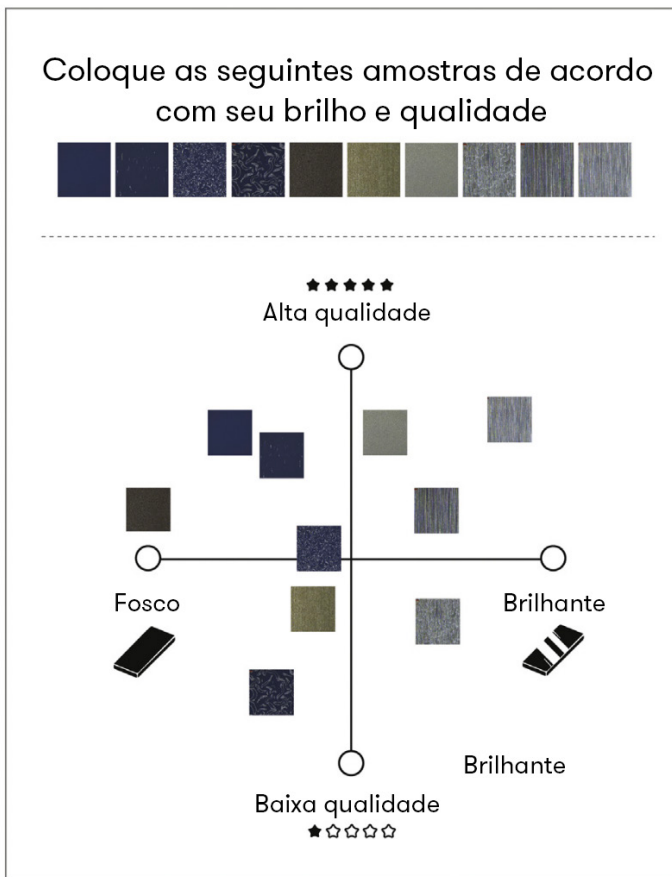 Coloque as seguintes amostras de acordo
com seu brilho e qualidade
Alta qualidade
Fosco
Brilhante
Brilhante
Baixa qualidade